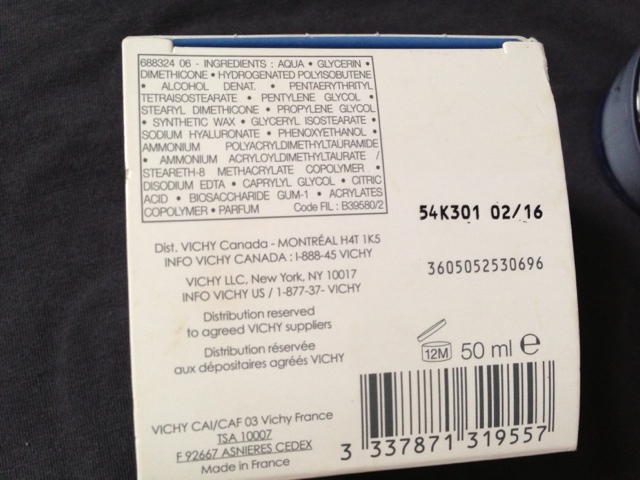 688324 06 - INGREDIENTS : AQUA • GLYCERIN •
DIMETHICONE • HYDROGENATED POLYISOBUTENE
• ALCOHOL DENAT. • PENTAERYTHRITYL
TETRAISOSTEARATE • PENTYLENE GLYCOL •
STEARYL DIMETHICONE • PROPYLENE GLYCOL
• SYNTHETIC WAX • GLYCERYL ISOSTEARATE •
SODIUM HYALURONATE • PHENOXYETHANOL •
AMMONIUM POLYACRYLDIMETHYLTAURAMIDE
• AMMONIUM ACRYLOYLDIMETHYLTAURATE /
STEARETH-8 METHACRYLATE COPOLYMER •
DISODIUM EDTA • CAPRYLYL GLYCOL • CITRIC
ACID • BIOSACCHARIDE GUM-1 • ACRYLATES
COPOLYMER • PARFUM Code FIL : B39580/2
54K301 02/16
3605052530696
Dist. VICHY Canada - MONTRÉAL H4T 1K5
INFO VICHY CANADA : 1-888-45 VICHY
VICHY LLC, New York, NY 10017
INFO VICHY US / 1-877-37- VICHY
Distribution reserved
to agreed VICHY suppliers
Distribution réservée
aux dépositaires agréés VICHY
12M 50 ml e
VICHY CAI/CAF 03 Vichy France
TSA 10007
F 92667 ASNIERES CEDEX
Made in France
3 337871 319557